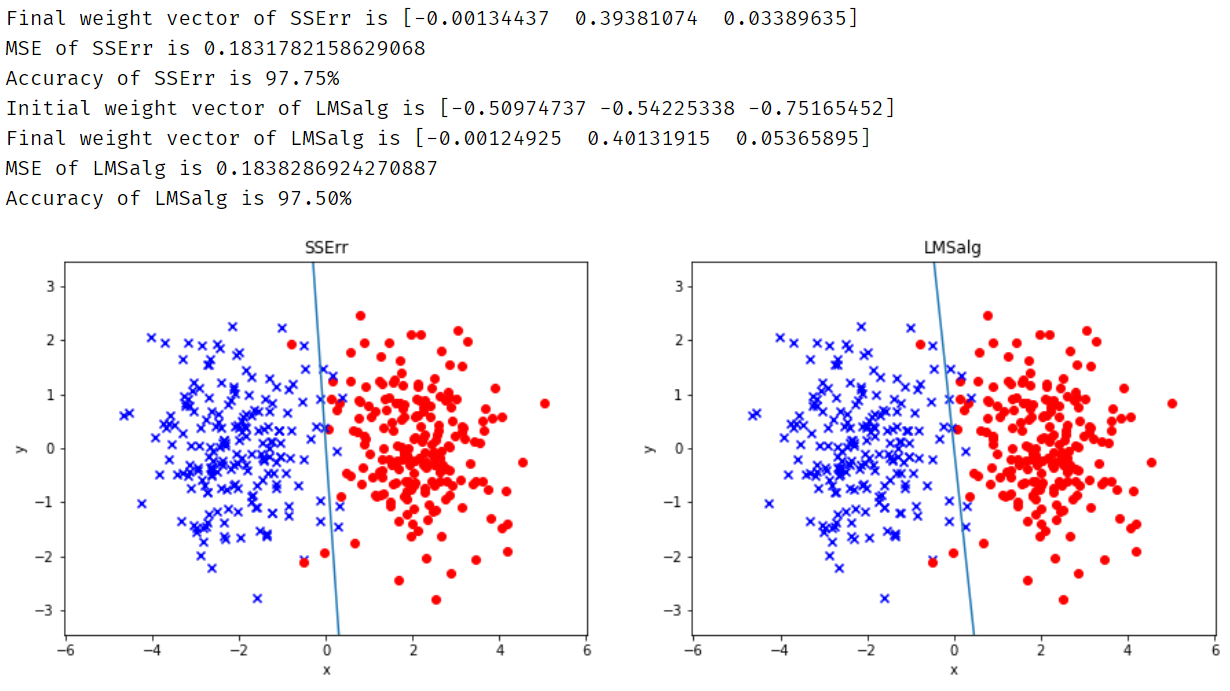 Final weight vector of SSErr is [-0.00134437  0.39381074  0.03389635]
MSE of SSErr is 0.1831782158629068
Accuracy of SSErr is 97.75%
Initial weight vector of LMSalg is [-0.50974737 -0.54225338 -0.75165452]
Final weight vector of LMSalg is [-0.00124925  0.40131915  0.05365895]
MSE of LMSalg is 0.1838286924270887
Accuracy of LMSalg is 97.50%
SSErr
3
2
1
0
−1
−2
−3
y
−6 −4 −2 0 2 4 6
x
LMSalg
3
2
1
0
−1
−2
−3
y
−6 −4 −2 0 2 4 6
x